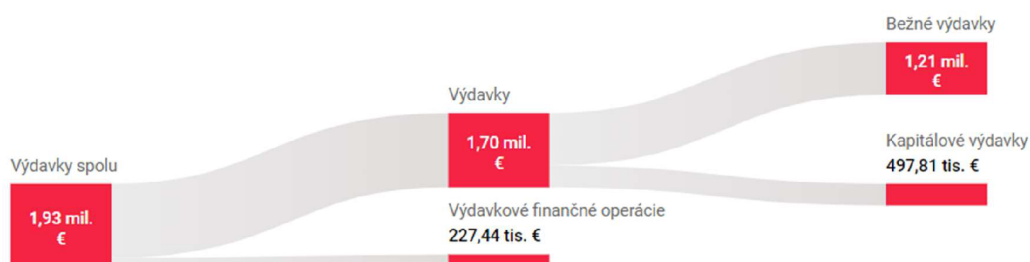 Bežné výdavky
1,21 mil.
€
Výdavky
1,70 mil.
€
Kapitálové výdavky
497,81 tis. €
Výdavky spolu
1,93 mil.
€
Výdavkové finančné operácie
227,44 tis. €